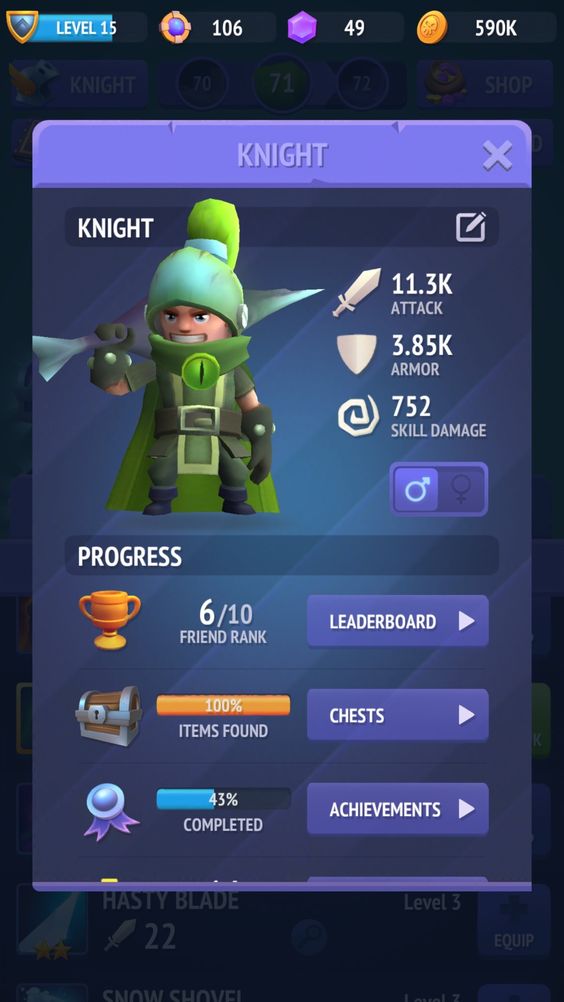 LEVEL 15 106 49 590K
KNIGHT 70 71 72 SHOP
KNIGHT
KNIGHT
11.3K
ATTACK
3.85K
ARMOR
752
SKILL DAMAGE
PROGRESS
6/10
FRIEND RANK
LEADERBOARD
100%
ITEMS FOUND
CHESTS
43%
COMPLETED
ACHIEVEMENTS
HASTY BLADE
Level 3
22
EQUIP
SNOW SHOVEL
Level 3